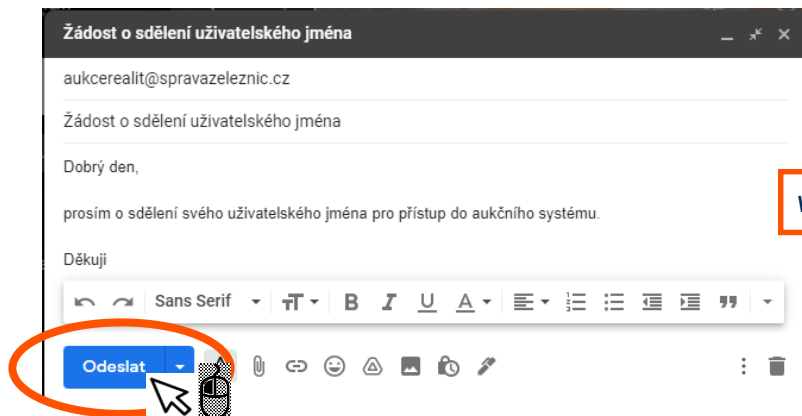 Žádost o sdělení uživatelského jména
aukcerealit@spravazeleznic.cz
Žádost o sdělení uživatelského jména
Dobrý den,
prosím o sdělení svého uživatelského jména pro přístup do aukčního systému.
Děkuji
Sans Serif
Odeslat